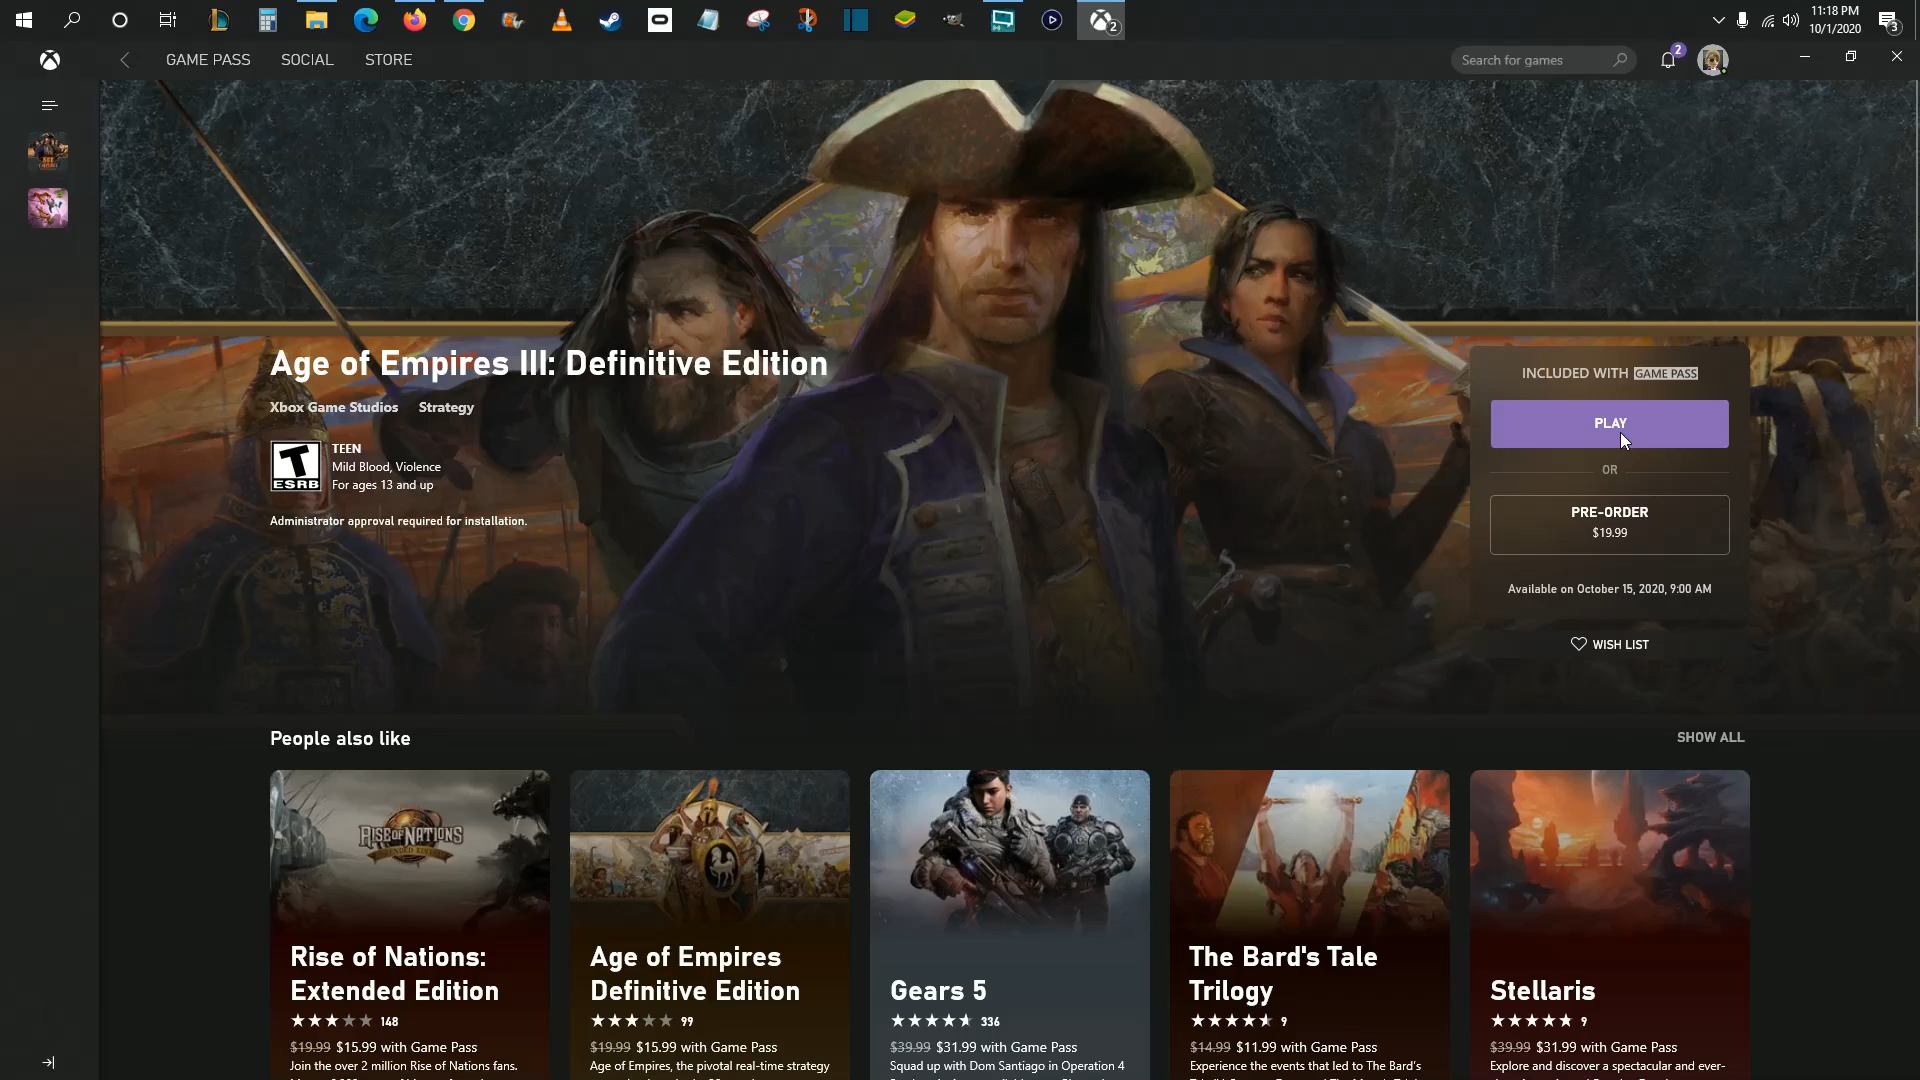 11:18 PM
10/1/2020
3
2
GAME PASS
SOCIAL
STORE
Search for games
2
Age of Empires III: Definitive Edition
Xbox Game Studios Strategy
T
ESRB
TEEN
Mild Blood, Violence
For ages 13 and up
Administrator approval required for installation.
INCLUDED WITH GAME PASS
PLAY
OR
PRE-ORDER
$19.99
Available on October 15, 2020, 9:00 AM
WISH LIST
People also like
SHOW ALL
RISE OF NATIONS
EXTENDED EDITION
Rise of Nations:
Extended Edition
148
$19.99 $15.99 with Game Pass
Join the over 2 million Rise of Nations fans.
Age of Empires
Definitive Edition
99
$19.99 $15.99 with Game Pass
Age of Empires, the pivotal real-time strategy
Gears 5
336
$39.99 $31.99 with Game Pass
Squad up with Dom Santiago in Operation 4
The Bard's Tale
Trilogy
9
$14.99 $11.99 with Game Pass
Experience the events that led to The Bard's
Stellaris
9
$39.99 $31.99 with Game Pass
Explore and discover a spectacular and ever-